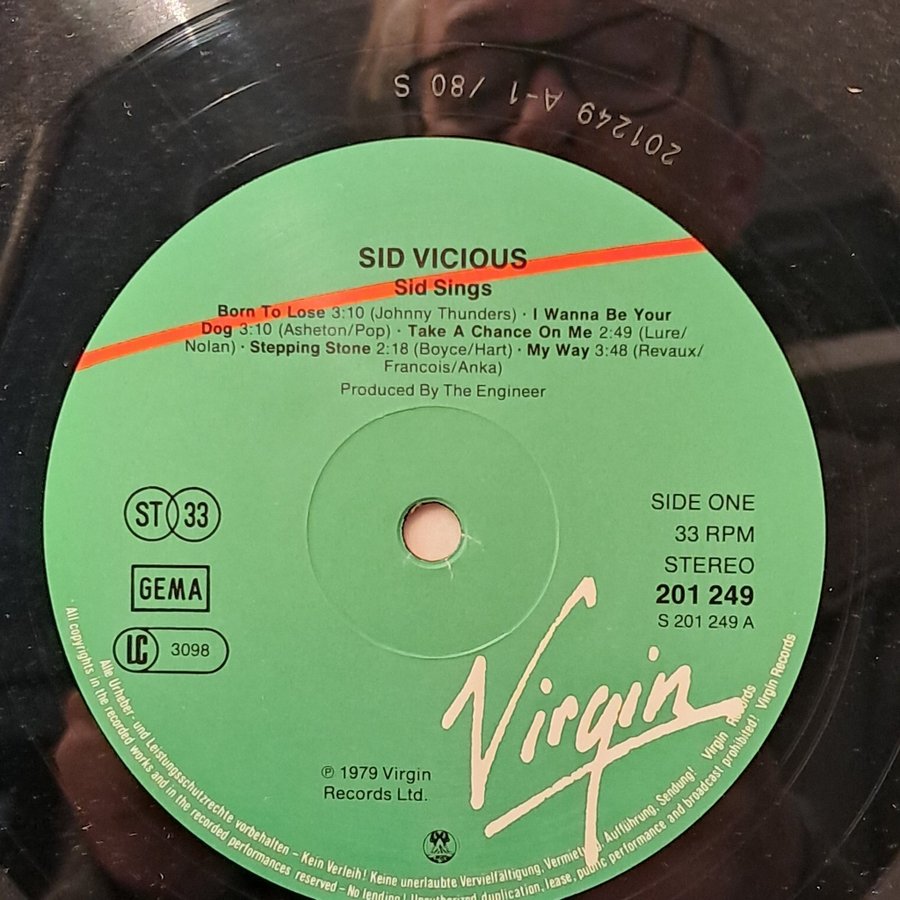 201249 A-1 /80 S
SID VICIOUS
Sid Sings
Born To Lose 3:10 (Johnny Thunders) · I Wanna Be Your
Dog 3:10 (Asheton/Pop) · Take A Chance On Me 2:49 (Lure/
Nolan) · Stepping Stone 2:18 (Boyce/Hart) · My Way 3:48 (Revaux/
Francois/Anka)
Produced By The Engineer
ST 33
GEMA
LC 3098
SIDE ONE
33 RPM
STEREO
201 249
S 201 249 A
Virgin
℗ 1979 Virgin
Records Ltd.
Alle Urheber- und Leistungsschutzrechte vorbehalten – Kein Verleih! Keine unerlaubte Vervielfältigung, Vermietung, Aufführung, Sendung! Virgin Records
All copyrights in the recorded works and in the recorded performances reserved – No lending! Unauthorized duplication, lease, public performance and broadcast prohibited! Virgin Records